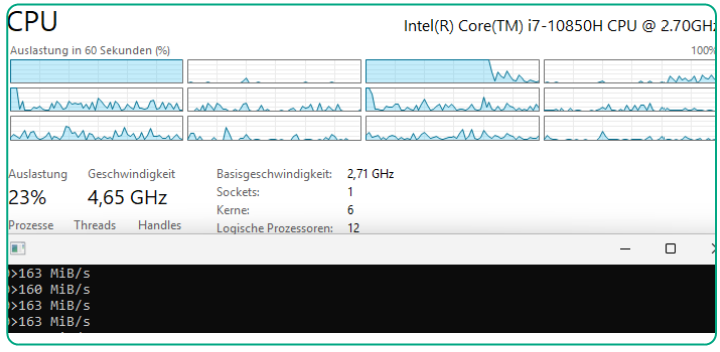 CPU
Intel(R) Core(TM) i7-10850H CPU @ 2.70GHz
Auslastung in 60 Sekunden (%)
100%
Auslastung
Geschwindigkeit
23%
4,65 GHz
Basisgeschwindigkeit: 2,71 GHz
Sockets: 1
Kerne: 6
Logische Prozessoren: 12
Prozesse
Threads
Handles
>163 MiB/s
>160 MiB/s
>163 MiB/s
>163 MiB/s